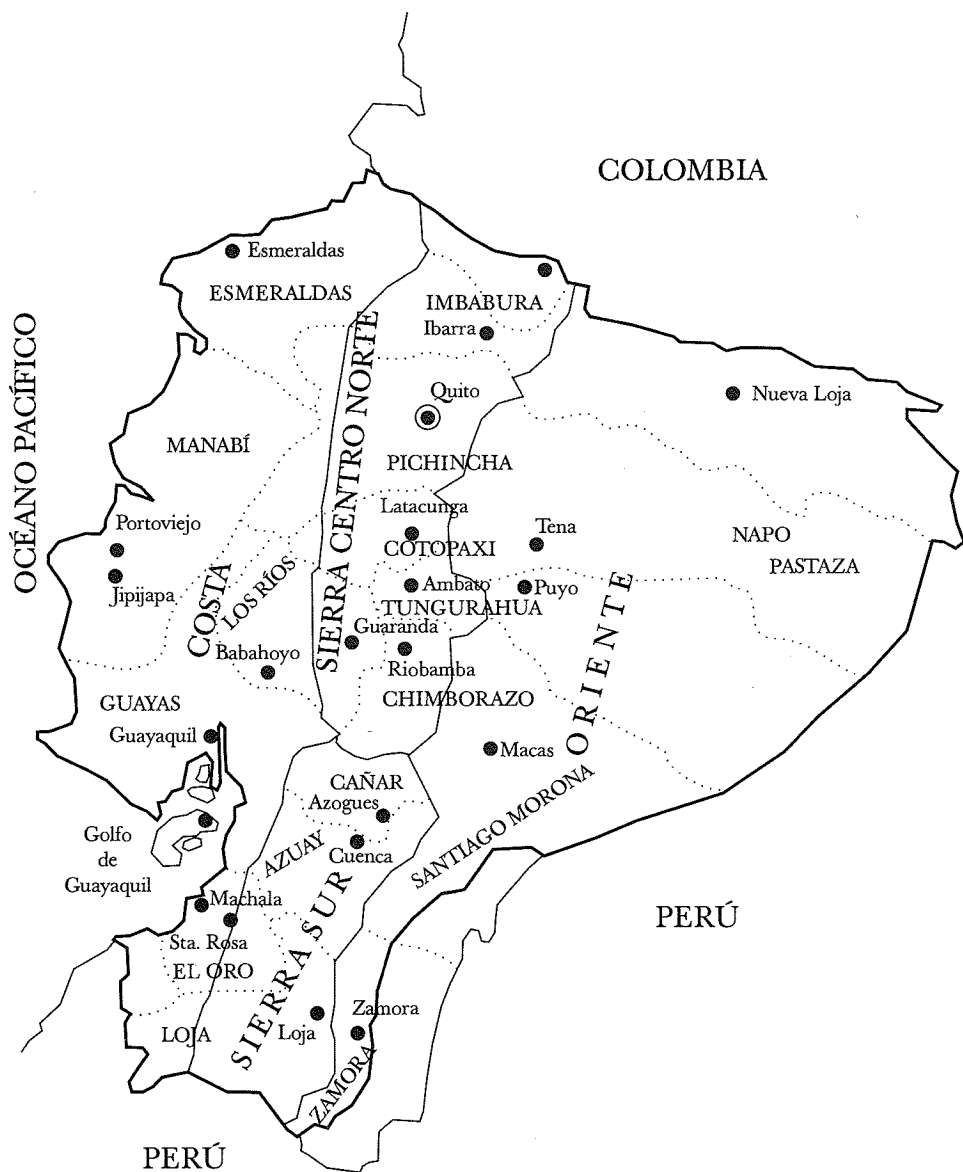 COLOMBIA
Esmeraldas
ESMERALDAS
IMBABURA
Ibarra
OCÉANO PACÍFICO
SIERRA CENTRO NORTE
Quito
Nueva Loja
MANABÍ
PICHINCHA
Latacunga
Portoviejo
Tena
NAPO
COTOPAXI
PASTAZA
Jipijapa
COSTA
LOS RÍOS
Ambato
Puyo
TUNGURAHUA
Guaranda
Babahoyo
Riobamba
ORIENTE
GUAYAS
CHIMBORAZO
Guayaquil
Macas
CAÑAR
Azogues
SANTIAGO MORONA
Golfo
de
Guayaquil
AZUAY
Cuenca
SIERRA SUR
Machala
PERÚ
Sta. Rosa
EL ORO
Loja
Zamora
LOJA
ZAMORA
PERÚ